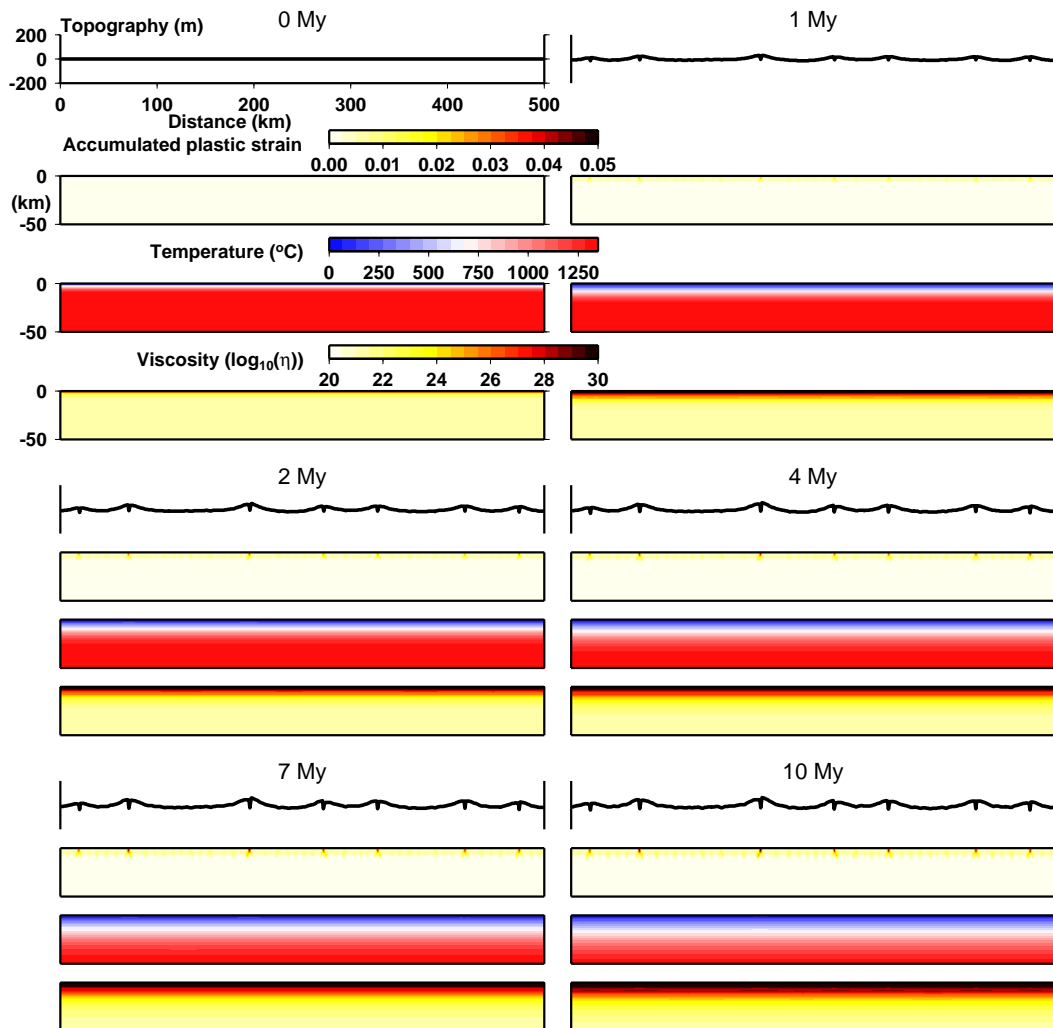 0 My
1 My
Topography (m)
200
0
-200
0 100 200 300 400 500
Distance (km)
Accumulated plastic strain
0.00 0.01 0.02 0.03 0.04 0.05
0
(km)
-50
Temperature (°C)
0 250 500 750 1000 1250
0
-50
Viscosity (log₁₀(η))
20 22 24 26 28 30
0
-50
2 My
4 My
7 My
10 My